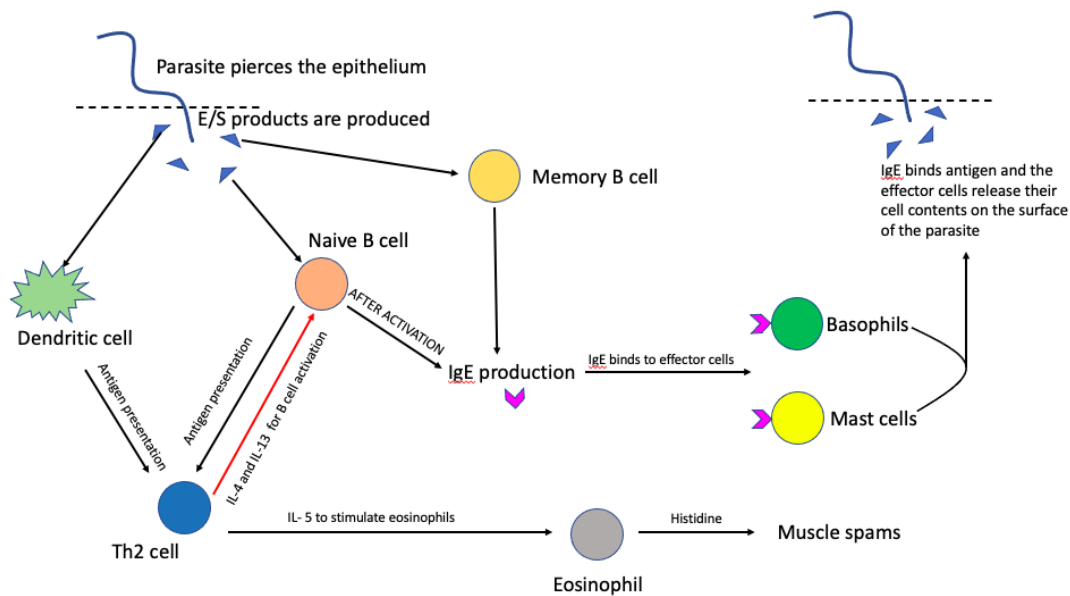 Parasite pierces the epithelium
E/S products are produced
Memory B cell
IgE binds antigen and the
effector cells release their
cell contents on the surface
of the parasite
Naive B cell
Dendritic cell
AFTER ACTIVATION
Antigen presentation
Antigen presentation
IL-4 and IL-13 for B cell activation
IgE production
IgE binds to effector cells
Basophils
Mast cells
Th2 cell
IL- 5 to stimulate eosinophils
Eosinophil
Histidine
Muscle spams